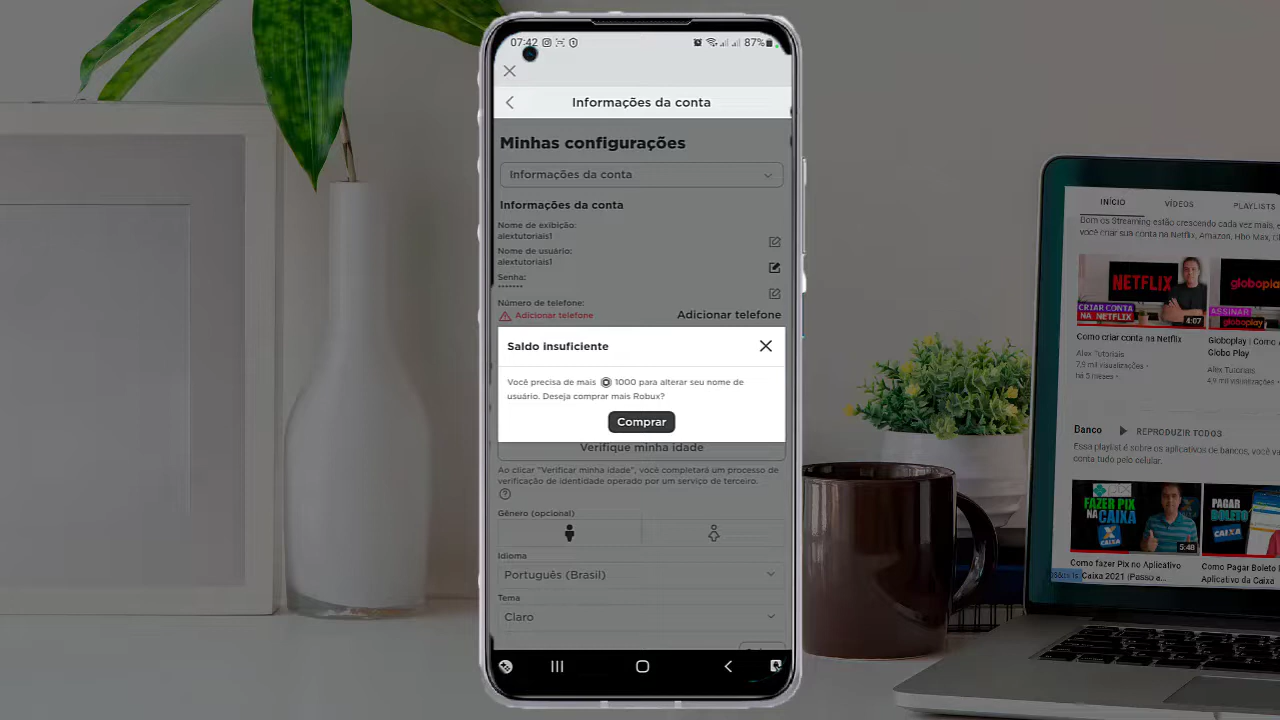 07:42
87%
Informações da conta
Minhas configurações
Informações da conta
Informações da conta
Nome de exibição:
alextutoriais1
Nome de usuário:
alextutoriais1
Senha:
*******
Número de telefone:
Adicionar telefone
Adicionar telefone
Saldo insuficiente
Você precisa de mais 1000 para alterar seu nome de
usuário. Deseja comprar mais Robux?
Comprar
Verifique minha idade
Ao clicar "Verificar minha idade", você completará um processo de
verificação de identidade operado por um serviço de terceiro.
Gênero (opcional)
Idioma
Português (Brasil)
Tema
Claro
INÍCIO
VÍDEOS
PLAYLISTS
Bom os Streaming estão crescendo cada vez mais, e
você criar sua conta na Netflix, Amazon, Hbo Max, G
NETFLIX
CRIAR CONTA
NA NETFLIX
4:07
globop
ASSINAR
globoplay
Como criar conta na Netflix
Alex Tutoriais
7,9 mil visualizações •
há 5 meses
Globoplay | Como A
Globo Play
Alex Tutoriais
4,9 mil visualizações
Banco
REPRODUZIR TODOS
Essa playlist é sobre os aplicativos de bancos, você va
conta tudo pelo celular.
FAZER PIX
NA CAIXA
CAIXA
5:48
PAGAR
BOLETO
CAIXA
Como fazer Pix no Aplicativo
Caixa 2021 (Passo a...
Como Pagar Boleto
Aplicativo da Caixa